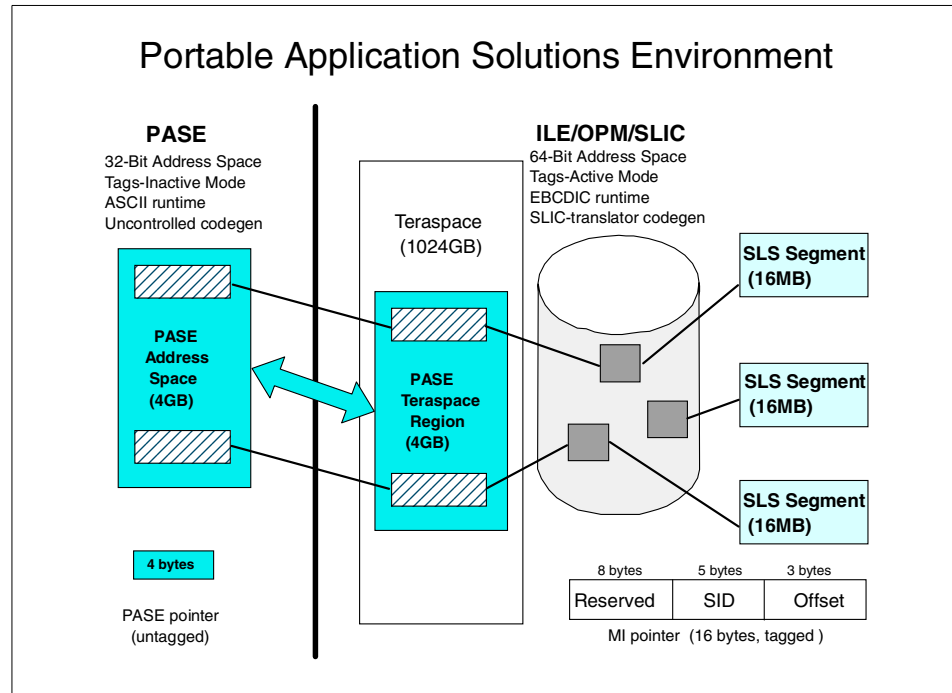 Portable Application Solutions Environment
PASE
32-Bit Address Space
Tags-Inactive Mode
ASCII runtime
Uncontrolled codegen
PASE
Address
Space
(4GB)
4 bytes
PASE pointer
(untagged)
Teraspace
(1024GB)
PASE
Teraspace
Region
(4GB)
ILE/OPM/SLIC
64-Bit Address Space
Tags-Active Mode
EBCDIC runtime
SLIC-translator codegen
SLS Segment
(16MB)
SLS Segment
(16MB)
SLS Segment
(16MB)
8 bytes 5 bytes 3 bytes
Reserved SID Offset
MI pointer (16 bytes, tagged )